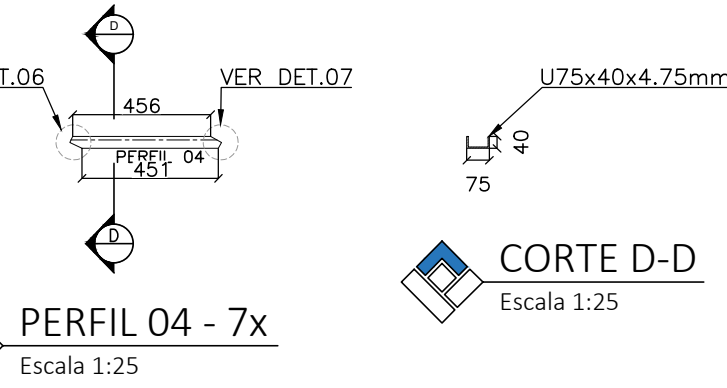 D
T.06
VER DET.07
456
PERFIL 04
451
D
PERFIL 04 - 7x
Escala 1:25
U75x40x4.75mm
40
75
CORTE D-D
Escala 1:25